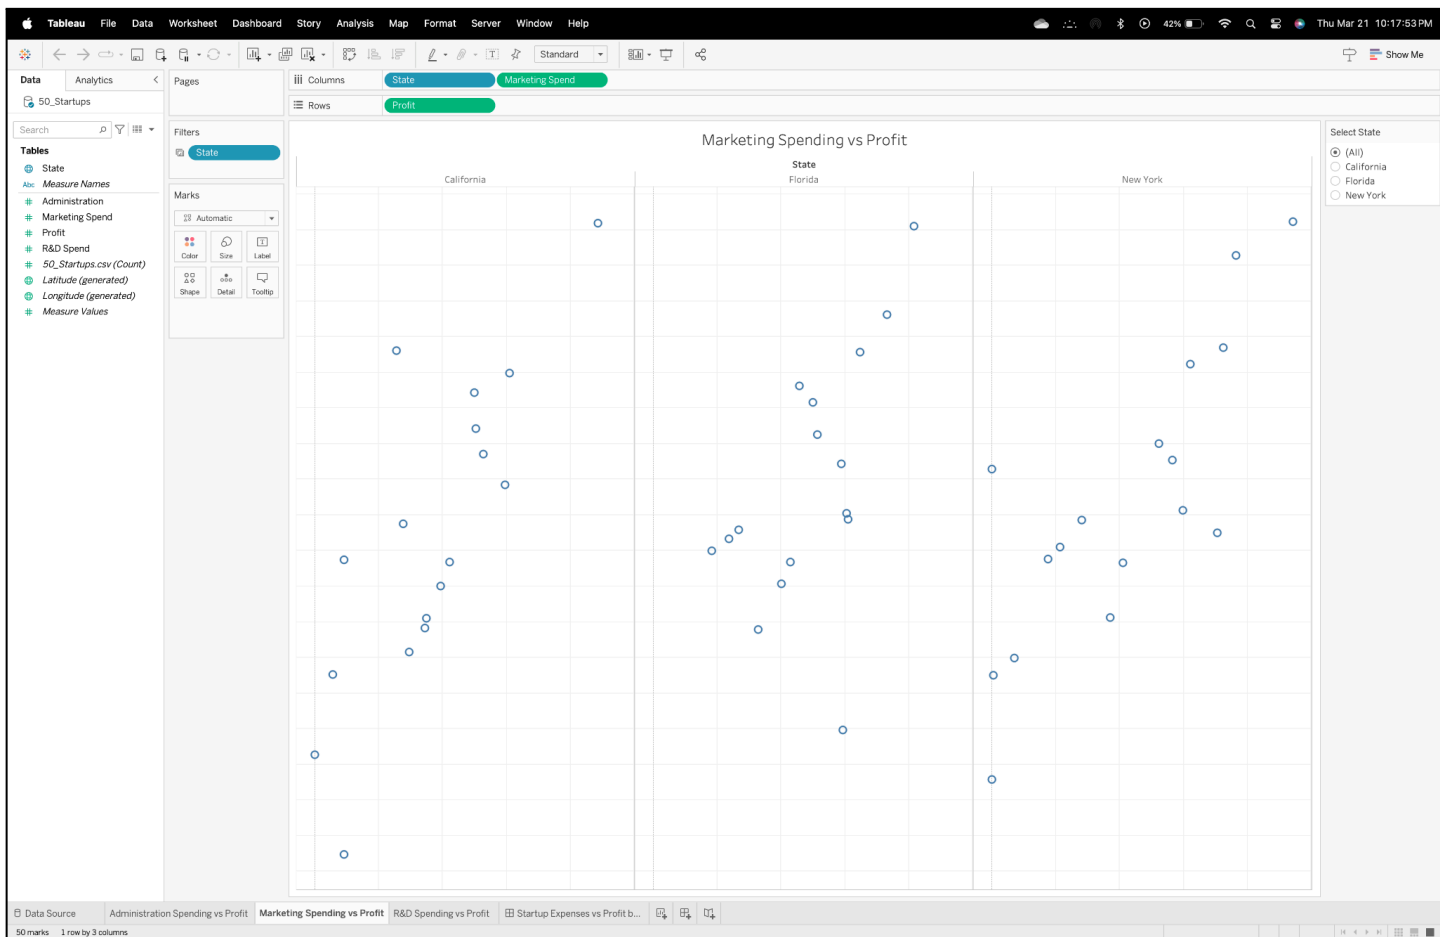 Tableau File Data Worksheet Dashboard Story Analysis Map Format Server Window Help 42% Thu Mar 21 10:17:53 PM
Standard Show Me
Data Analytics
50_Startups
Search
Tables
State
Abc Measure Names
# Administration
# Marketing Spend
# Profit
# R&D Spend
# 50_Startups.csv (Count)
Latitude (generated)
Longitude (generated)
# Measure Values
Pages
Filters
State
Marks
Automatic
Color Size Label
Shape Detail Tooltip
Columns State Marketing Spend
Rows Profit
Marketing Spending vs Profit
State
California Florida New York
Select State
(All)
California
Florida
New York
Data Source Administration Spending vs Profit Marketing Spending vs Profit R&D Spending vs Profit Startup Expenses vs Profit b...
50 marks 1 row by 3 columns